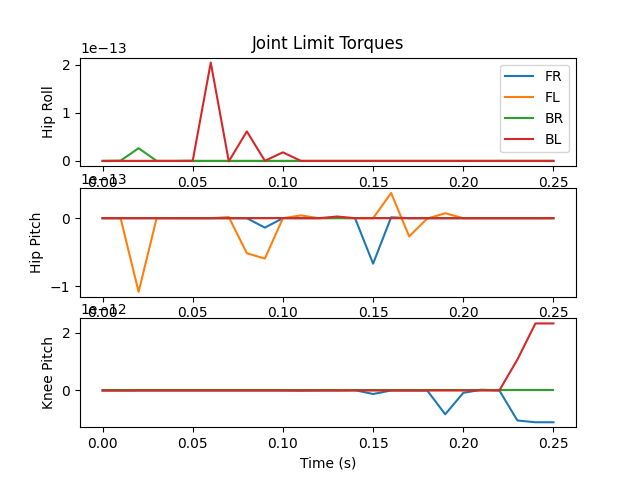 Joint Limit Torques
1e−13
2
1
0
Hip Roll
FR
FL
BR
BL
0.00 0.05 0.10 0.15 0.20 0.25
1e−13
0
−1
Hip Pitch
0.00 0.05 0.10 0.15 0.20 0.25
1e−12
2
0
Knee Pitch
0.00 0.05 0.10 0.15 0.20 0.25
Time (s)